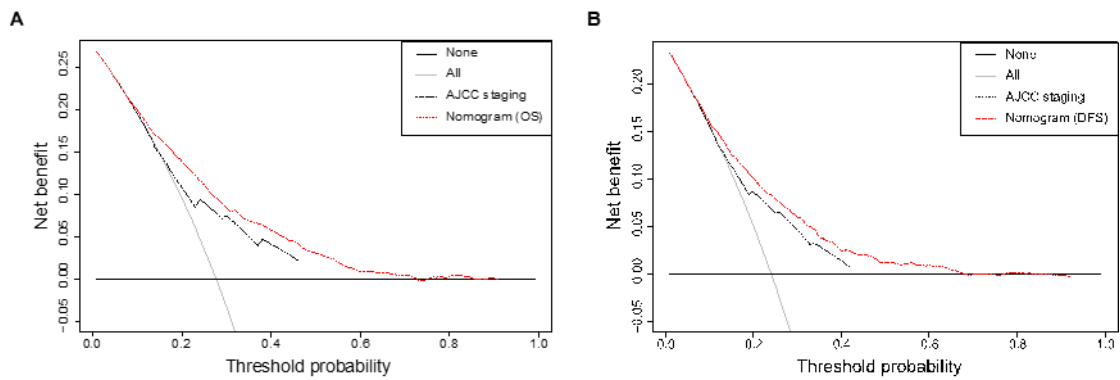 A
None
All
AJCC staging
Nomogram (OS)
Net benefit
0.25
0.20
0.15
0.10
0.05
0.00
−0.05
0.0 0.2 0.4 0.6 0.8 1.0
Threshold probability
B
None
All
AJCC staging
Nomogram (DFS)
Net benefit
0.20
0.15
0.10
0.05
0.00
−0.05
0.0 0.2 0.4 0.6 0.8 1.0
Threshold probability